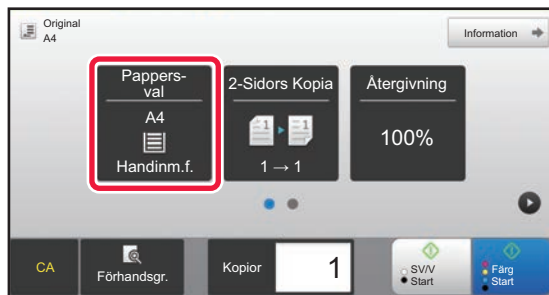 Original
A4
Information
Pappers-
val
A4
Handinm.f.
2-Sidors Kopia
1 → 1
Återgivning
100%
CA
Förhandsgr.
Kopior
1
SV/V
Start
Färg
Start